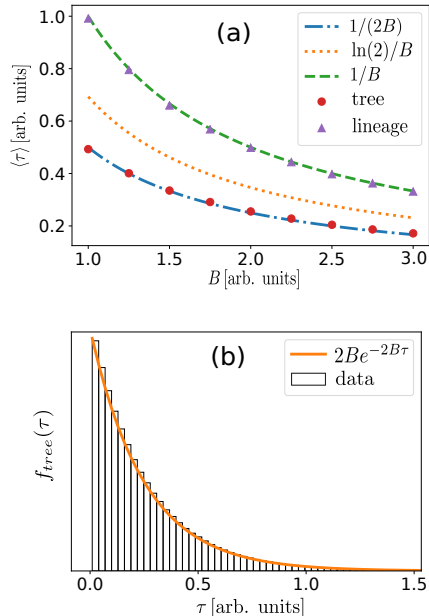 (a)
1/(2B)
ln(2)/B
1/B
tree
lineage
⟨τ⟩ [arb. units]
1.0
0.8
0.6
0.4
0.2
1.0 1.5 2.0 2.5 3.0
B [arb. units]
(b)
2Be^{-2Bτ}
data
f_{tree}(τ)
0.0 0.5 1.0 1.5
τ [arb. units]